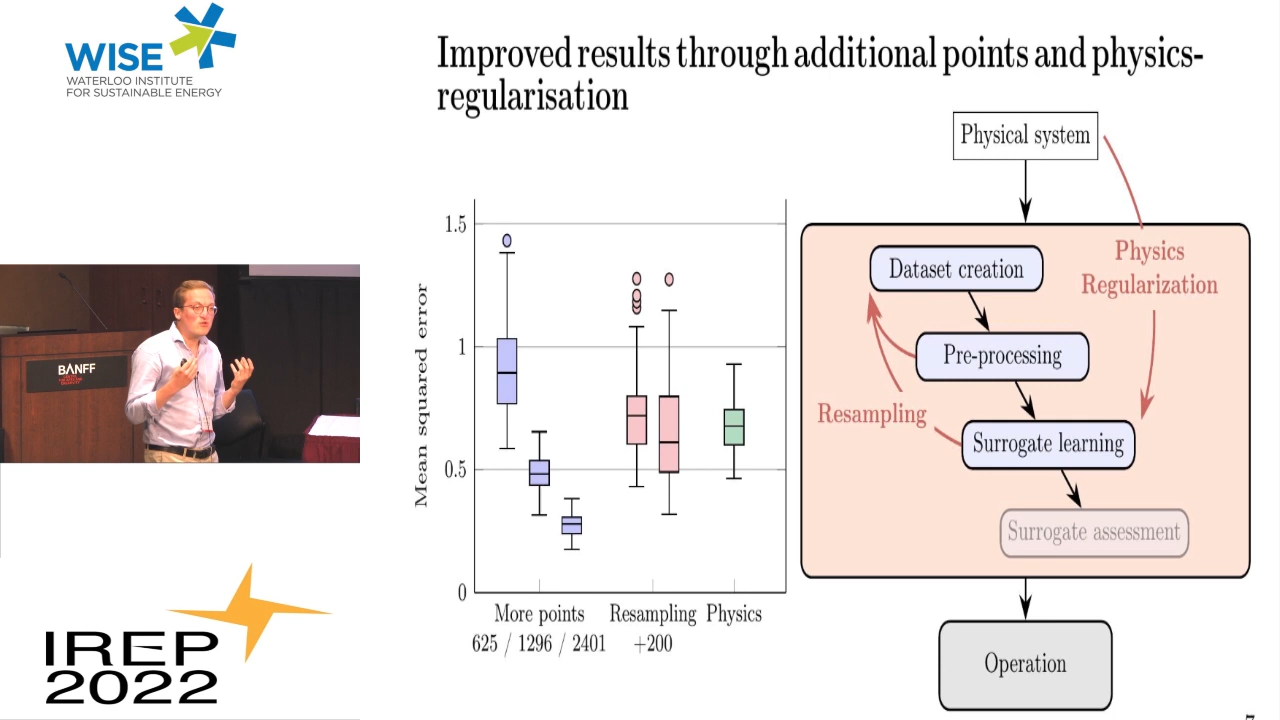 WISE
WATERLOO INSTITUTE
FOR SUSTAINABLE ENERGY
Improved results through additional points and physics-
regularisation
Physical system
Physics
Regularization
Dataset creation
Pre-processing
Resampling
Surrogate learning
Surrogate assessment
Operation
Mean squared error
1.5
1
0.5
0
More points
625 / 1296 / 2401
Resampling
+200
Physics
BANFF
IREP
2022